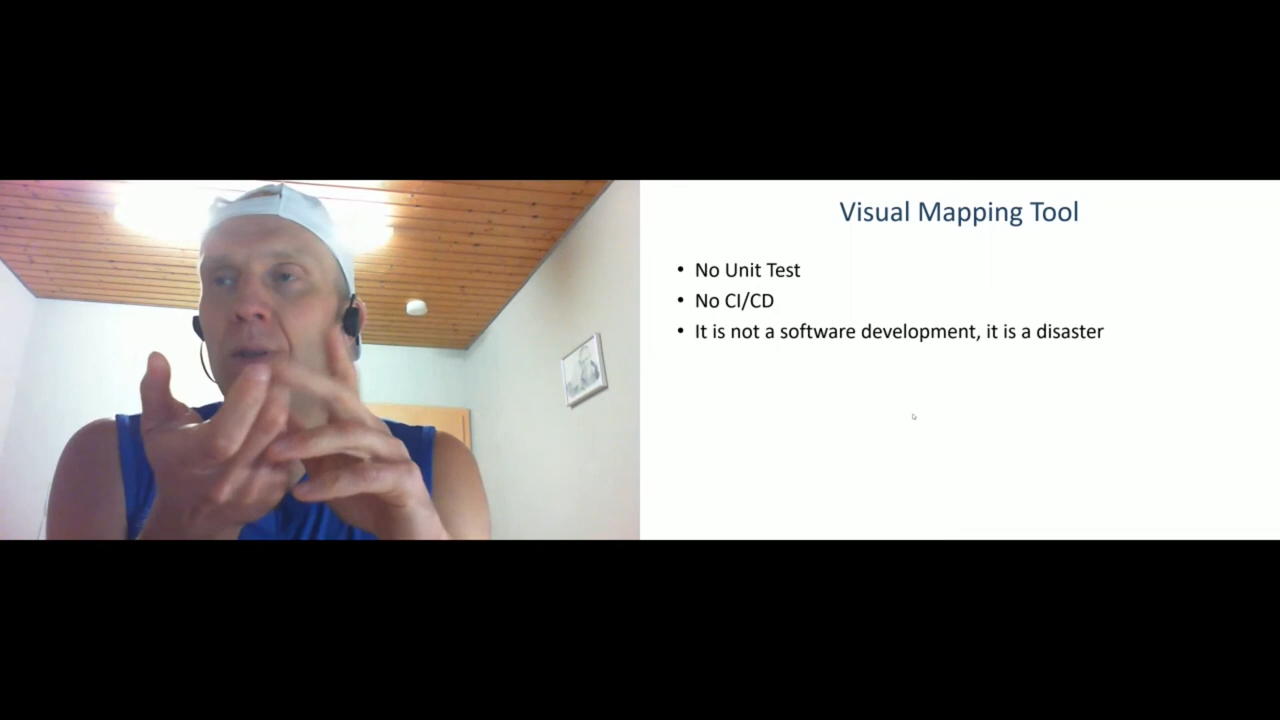 Visual Mapping Tool
• No Unit Test
• No CI/CD
• It is not a software development, it is a disaster